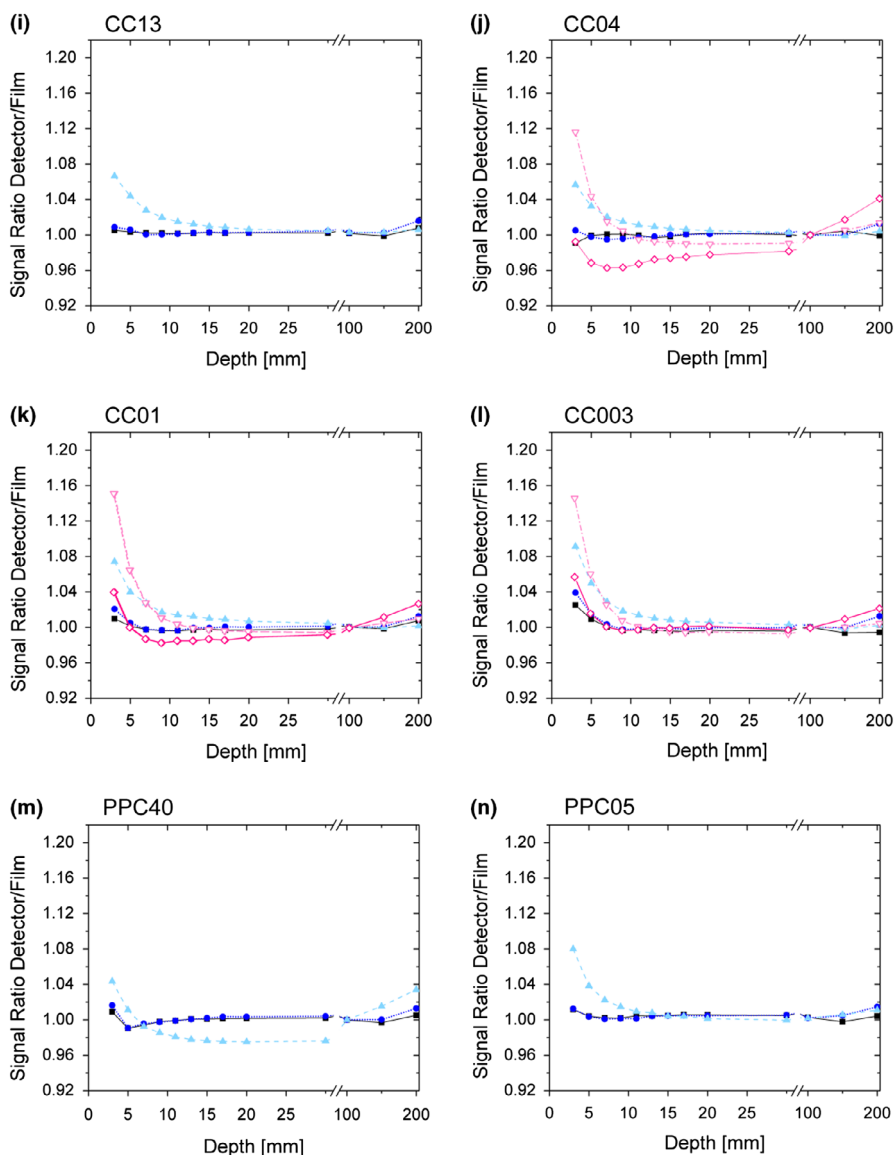 (i) CC13
1.20
1.16
1.12
1.08
1.04
1.00
0.96
0.92
Signal Ratio Detector/Film
0 5 10 15 20 25 100 200
Depth [mm]
(j) CC04
1.20
1.16
1.12
1.08
1.04
1.00
0.96
0.92
Signal Ratio Detector/Film
0 5 10 15 20 25 100 200
Depth [mm]
(k) CC01
1.20
1.16
1.12
1.08
1.04
1.00
0.96
0.92
Signal Ratio Detector/Film
0 5 10 15 20 25 100 200
Depth [mm]
(l) CC003
1.20
1.16
1.12
1.08
1.04
1.00
0.96
0.92
Signal Ratio Detector/Film
0 5 10 15 20 25 100 200
Depth [mm]
(m) PPC40
1.20
1.16
1.12
1.08
1.04
1.00
0.96
0.92
Signal Ratio Detector/Film
0 5 10 15 20 25 100 200
Depth [mm]
(n) PPC05
1.20
1.16
1.12
1.08
1.04
1.00
0.96
0.92
Signal Ratio Detector/Film
0 5 10 15 20 25 100 200
Depth [mm]